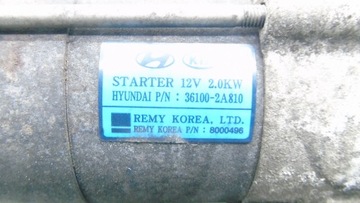 STARTER 12V 2.0KW
HYUNDAI P/N : 36100-2A810
REMY KOREA, LTD.
REMY KOREA P/N : 8000496